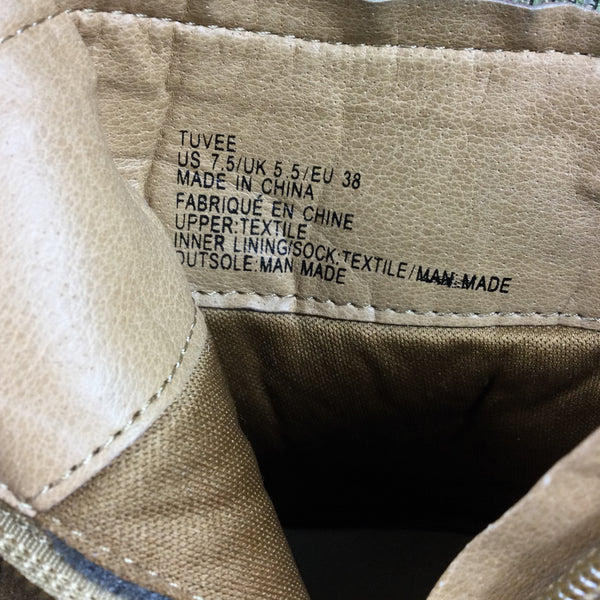 TUVEE
US 7.5/UK 5.5/EU 38
MADE IN CHINA
FABRIQUÉ EN CHINE
UPPER:TEXTILE
INNER LINING/SOCK:TEXTILE/MAN MADE
OUTSOLE:MAN MADE